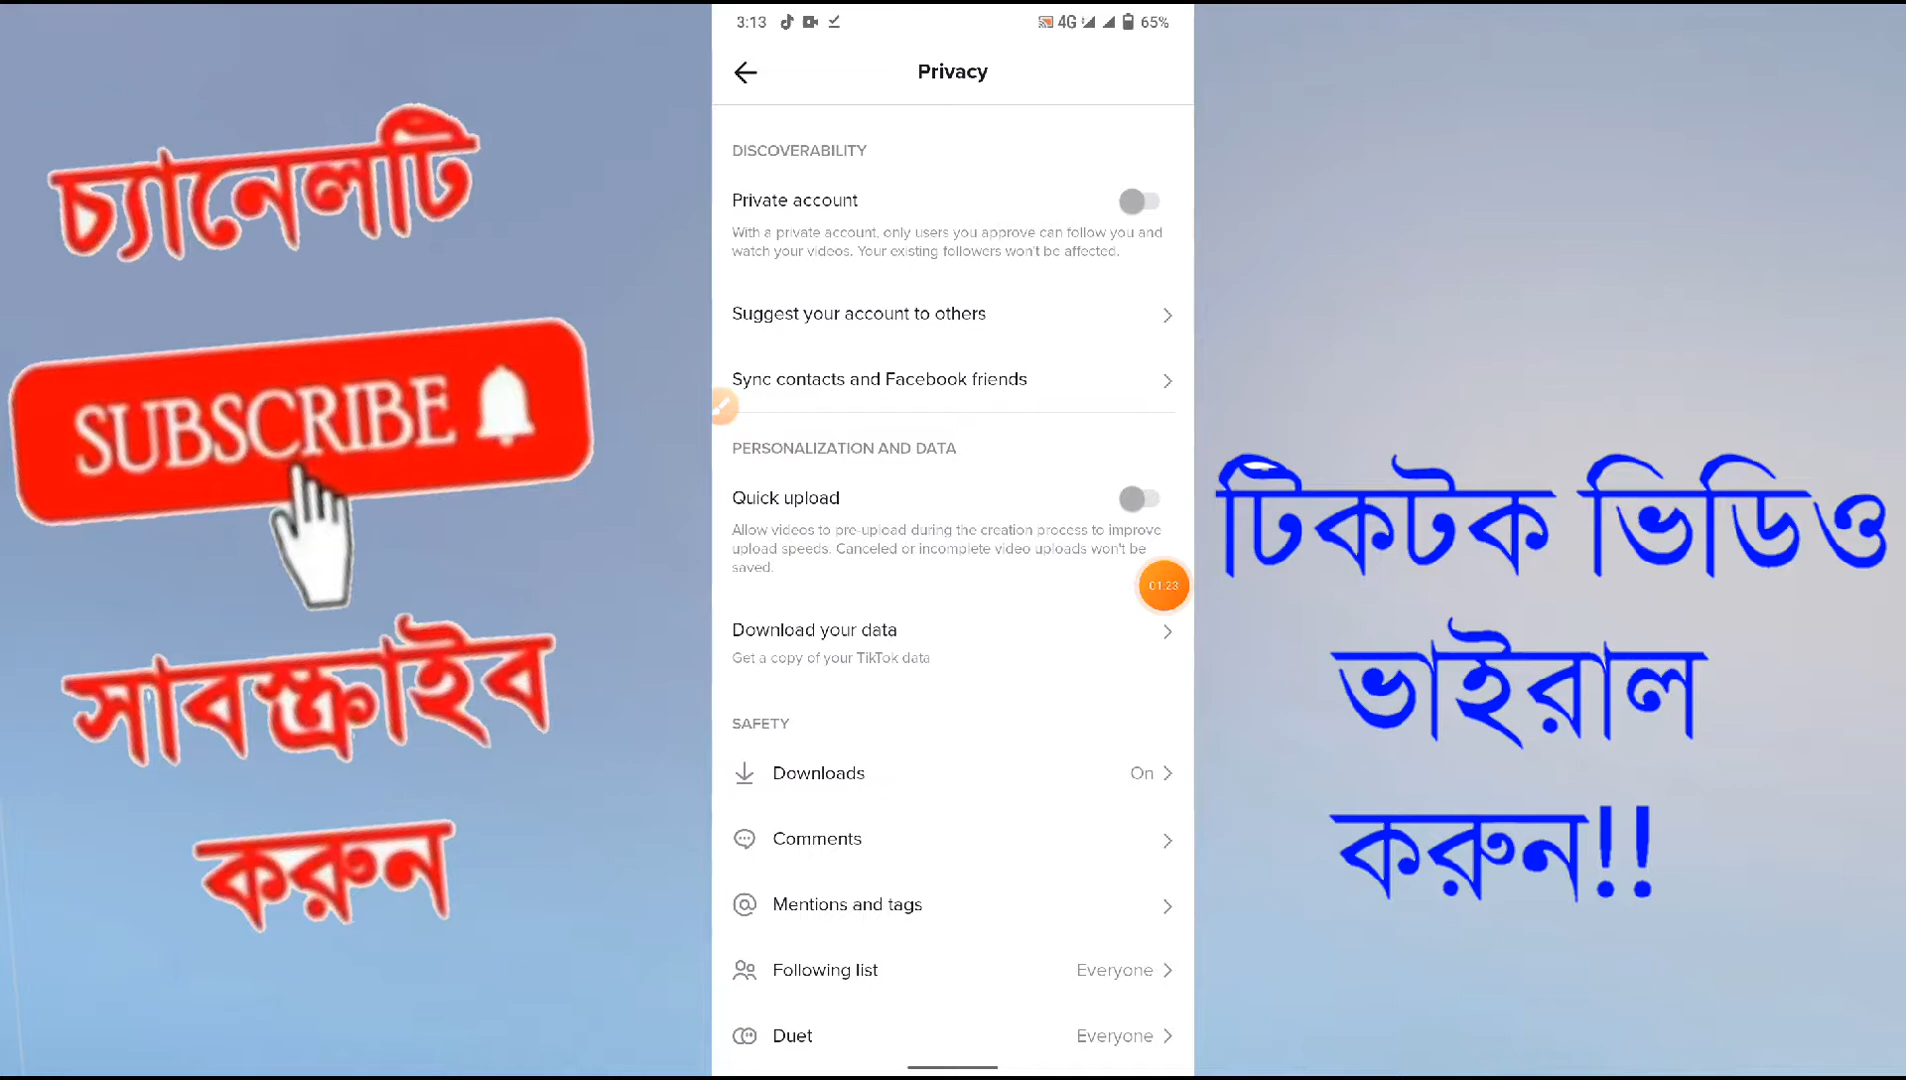 চ্যানেলটি
SUBSCRIBE
সাবস্ক্রাইব
করুন
3:13
4G
65%
Privacy
DISCOVERABILITY
Private account
With a private account, only users you approve can follow you and
watch your videos. Your existing followers won't be affected.
Suggest your account to others
Sync contacts and Facebook friends
PERSONALIZATION AND DATA
Quick upload
Allow videos to pre-upload during the creation process to improve
upload speeds. Canceled or incomplete video uploads won't be
saved.
01:23
Download your data
Get a copy of your TikTok data
SAFETY
Downloads On
Comments
Mentions and tags
Following list Everyone
Duet Everyone
টিকটক ভিডিও
ভাইরাল
করুন!!